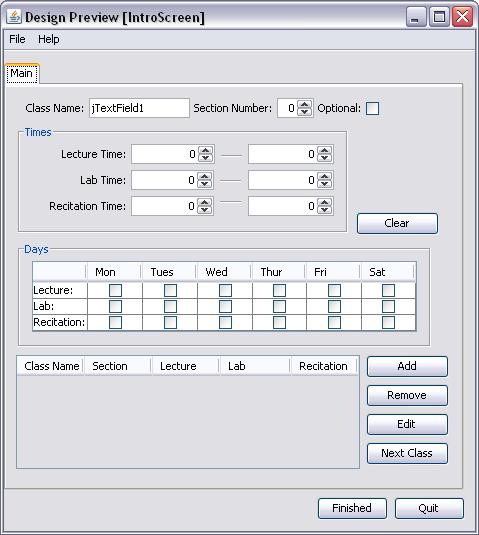 Design Preview [IntroScreen]
File Help
Main
Class Name: jTextField1 Section Number: 0 Optional:
Times
Lecture Time: 0 0
Lab Time: 0 0
Recitation Time: 0 0
Clear
Days
Mon Tues Wed Thur Fri Sat
Lecture:
Lab:
Recitation:
Class Name Section Lecture Lab Recitation
Add
Remove
Edit
Next Class
Finished Quit